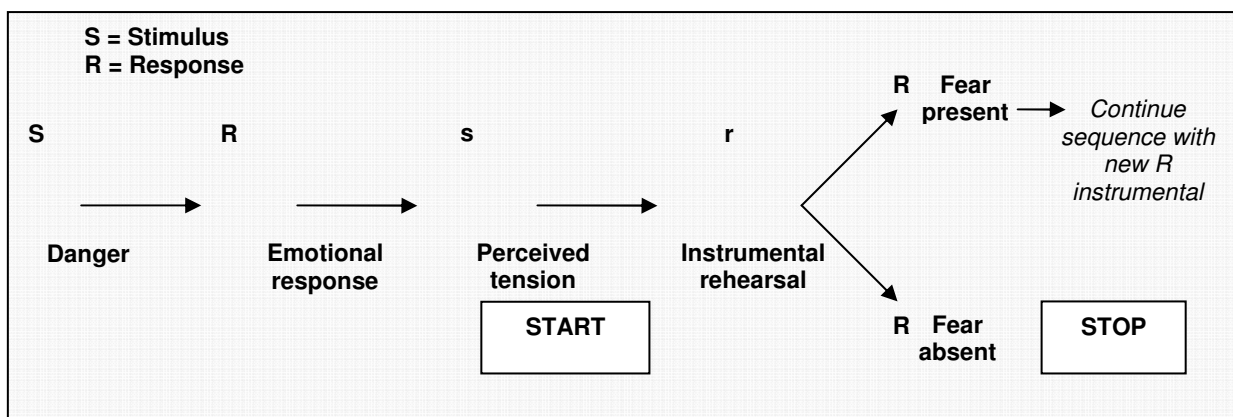 S = Stimulus
R = Response
S
R
s
r
R Fear
present
Continue
sequence with
new R
instrumental
Danger
Emotional
response
Perceived
tension
Instrumental
rehearsal
START
R Fear
absent
STOP